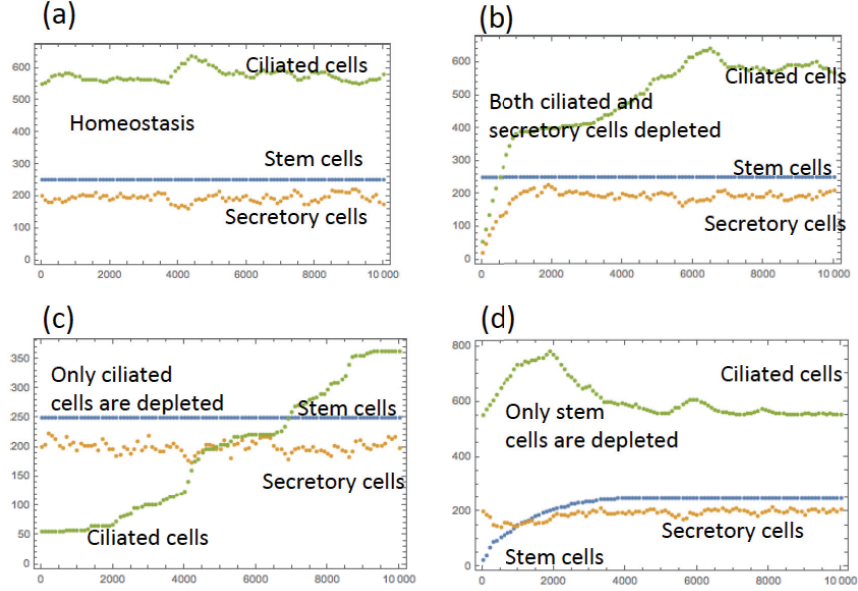 (a)
600
500
400
300
200
100
0
0
2000
4000
6000
8000
10 000
Ciliated cells
Homeostasis
Stem cells
Secretory cells
(b)
600
500
400
300
200
100
0
0
2000
4000
6000
8000
10 000
Ciliated cells
Both ciliated and
secretory cells depleted
Stem cells
Secretory cells
(c)
350
300
250
200
150
100
50
0
0
2000
4000
6000
8000
10 000
Only ciliated
cells are depleted
Stem cells
Secretory cells
Ciliated cells
(d)
800
600
400
200
0
0
2000
4000
6000
8000
10 000
Ciliated cells
Only stem
cells are depleted
Secretory cells
Stem cells